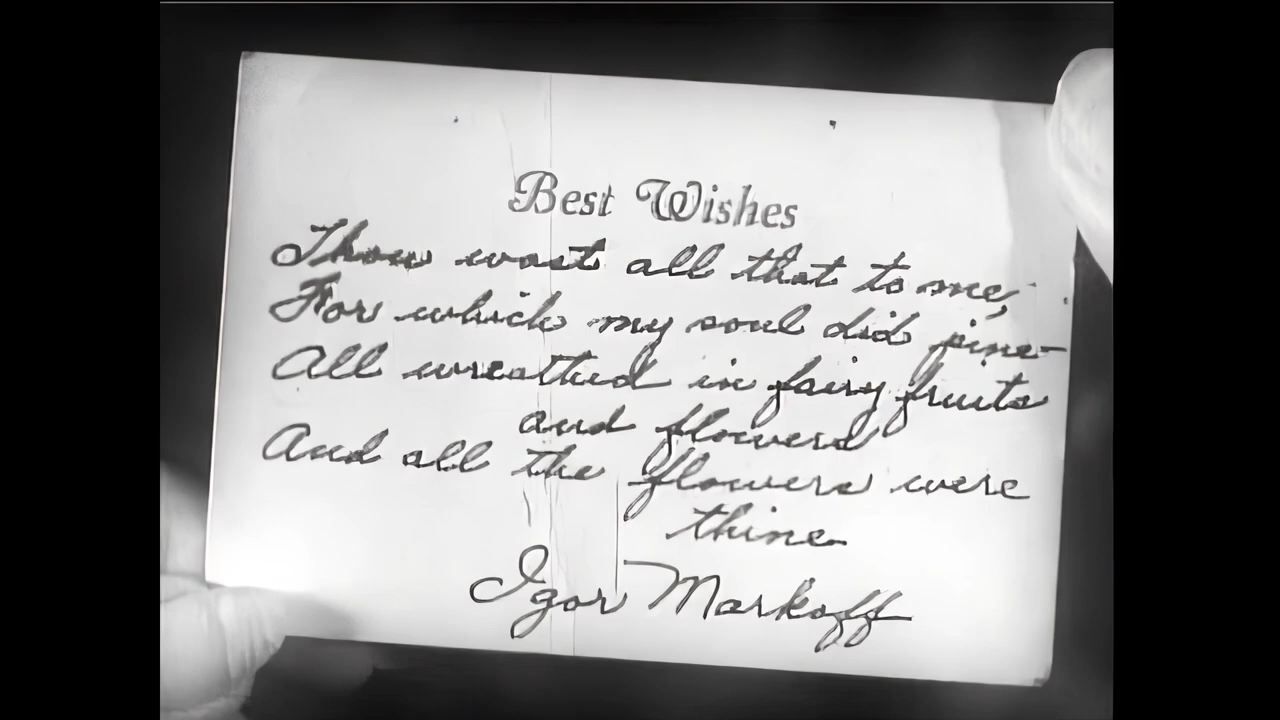 Best Wishes
Thou wast all that to me,
For which my soul did pine-
All wreathed in fairy fruits
and flowers
And all the flowers were
thine
Igor Markoff